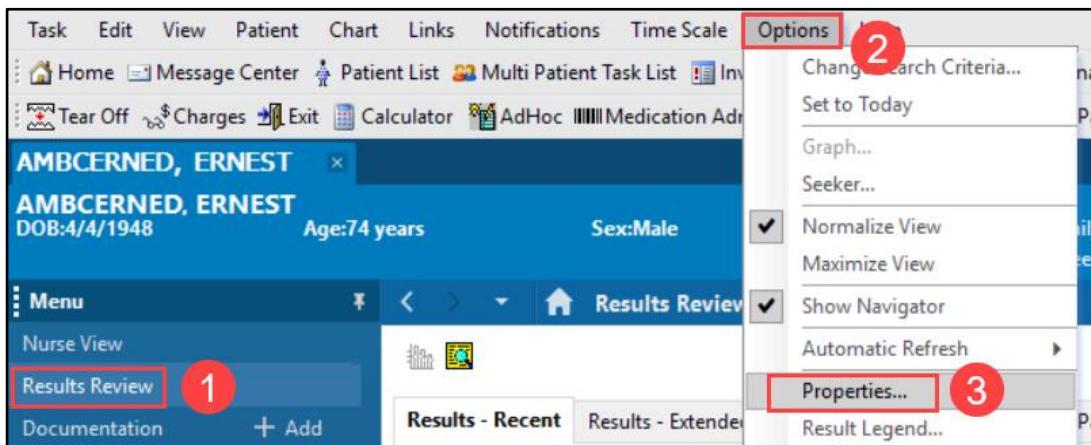 Task Edit View Patient Chart Links Notifications Time Scale Options
2
Home Message Center Patient List Multi Patient Task List
Change Search Criteria...
Set to Today
Tear Off Charges Exit Calculator AdHoc Medication
Graph...
Seeker...
AMBCERNED, ERNEST ×
AMBCERNED, ERNEST
DOB:4/4/1948 Age:74 years Sex:Male
Normalize View
Maximize View
Menu
Results Review
Show Navigator
Nurse View
Automatic Refresh
Results Review 1
Properties... 3
Documentation + Add
Results - Recent Results -
Result Legend...